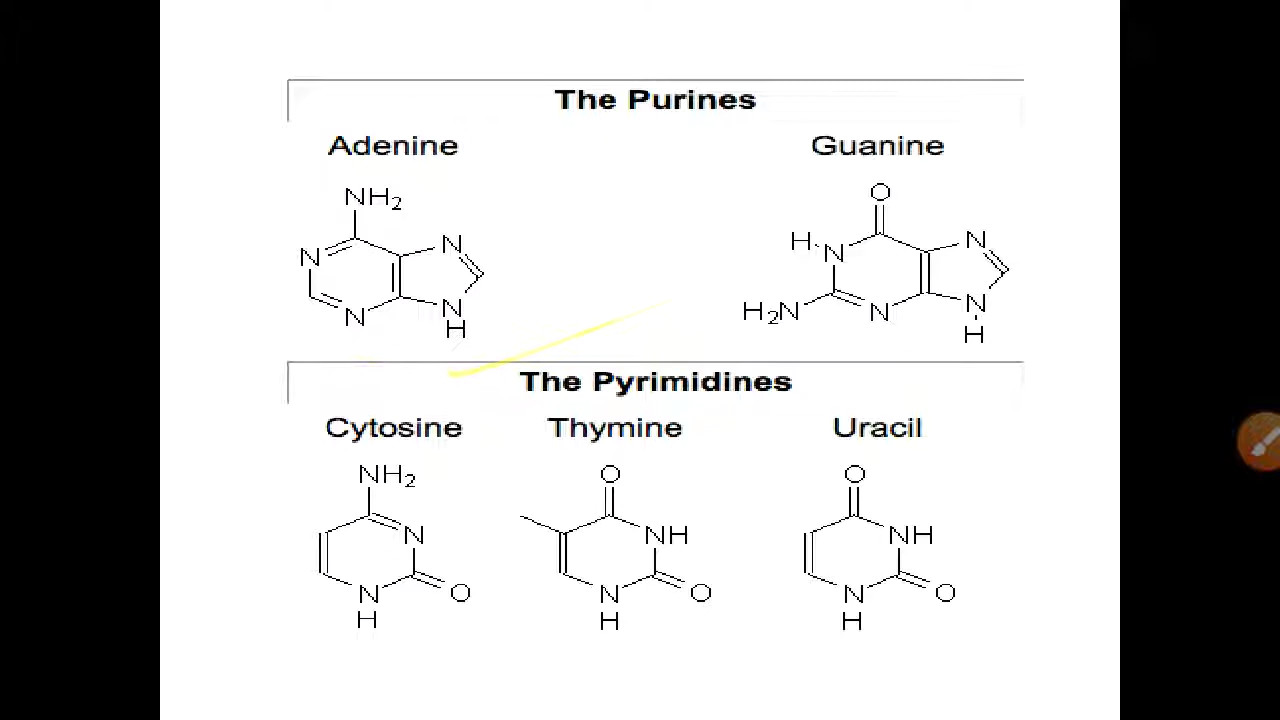 The Purines
Adenine Guanine
NH2 O
N N H N N
N N H H2N N N H
The Pyrimidines
Cytosine Thymine Uracil
NH2 O O
N NH NH
N O N O N O
H H H